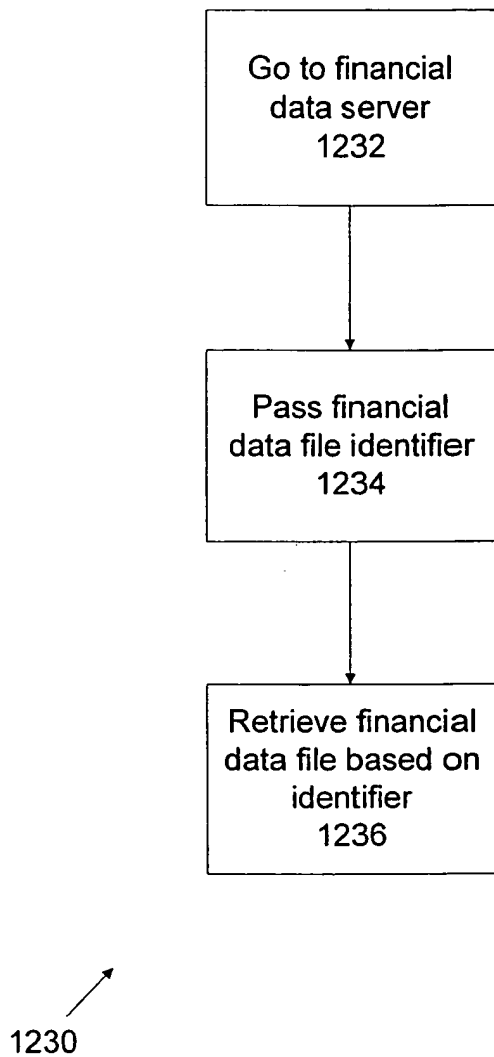 Go to financial
data server
1232
Pass financial
data file identifier
1234
Retrieve financial
data file based on
identifier
1236
1230